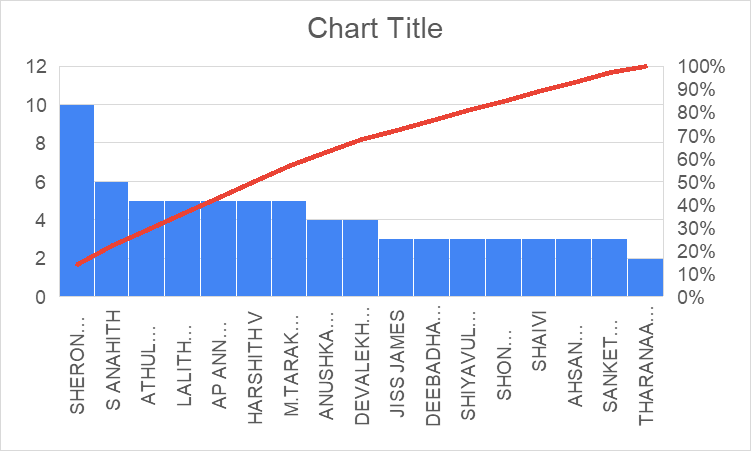 Chart Title
12
10
8
6
4
2
0
100%
90%
80%
70%
60%
50%
40%
30%
20%
10%
0%
SHERON...
S ANAHITH
ATHUL...
LALITH...
AP ANN...
HARSHITH V
M.TARAK...
ANUSHKA...
DEVALEKH...
JISS JAMES
DEEBADHA...
SHIYAVUL...
SHON...
SHAIVI
AHSAN...
SANKET...
THARANAA...